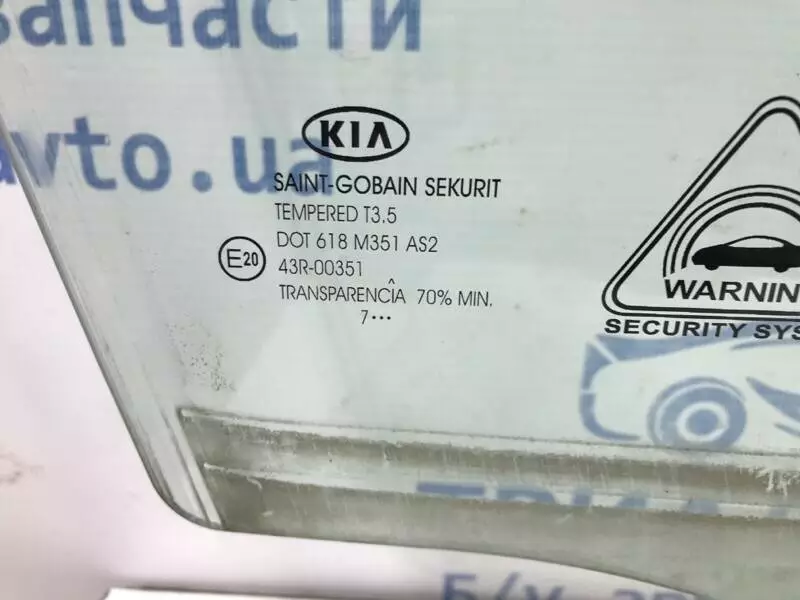 запчасти
avto.ua
KIA
SAINT-GOBAIN SEKURIT
TEMPERED T3.5
DOT 618 M351 AS2
E20
43R-00351
TRANSPARENCÎA 70% MIN.
7•••
WARNIN
SECURITY SYS
Б/У